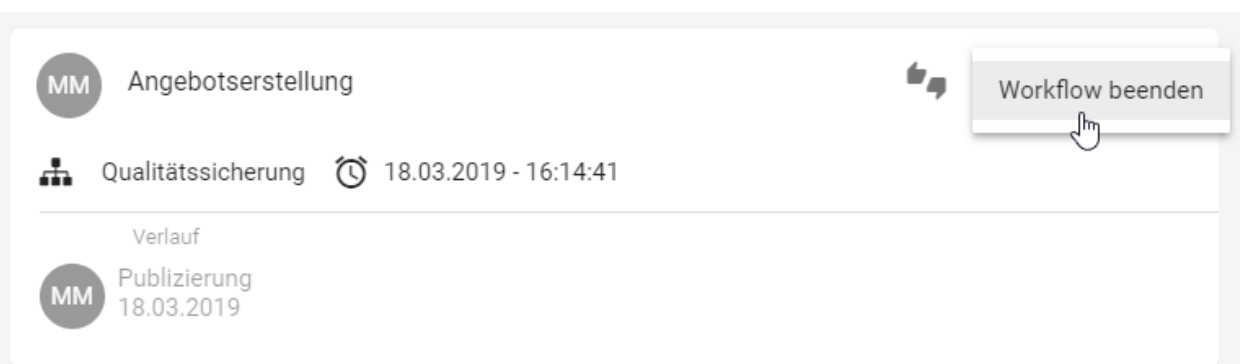 MM Angebotserstellung
Workflow beenden
Qualitätssicherung 18.03.2019 - 16:14:41
Verlauf
MM Publizierung
18.03.2019